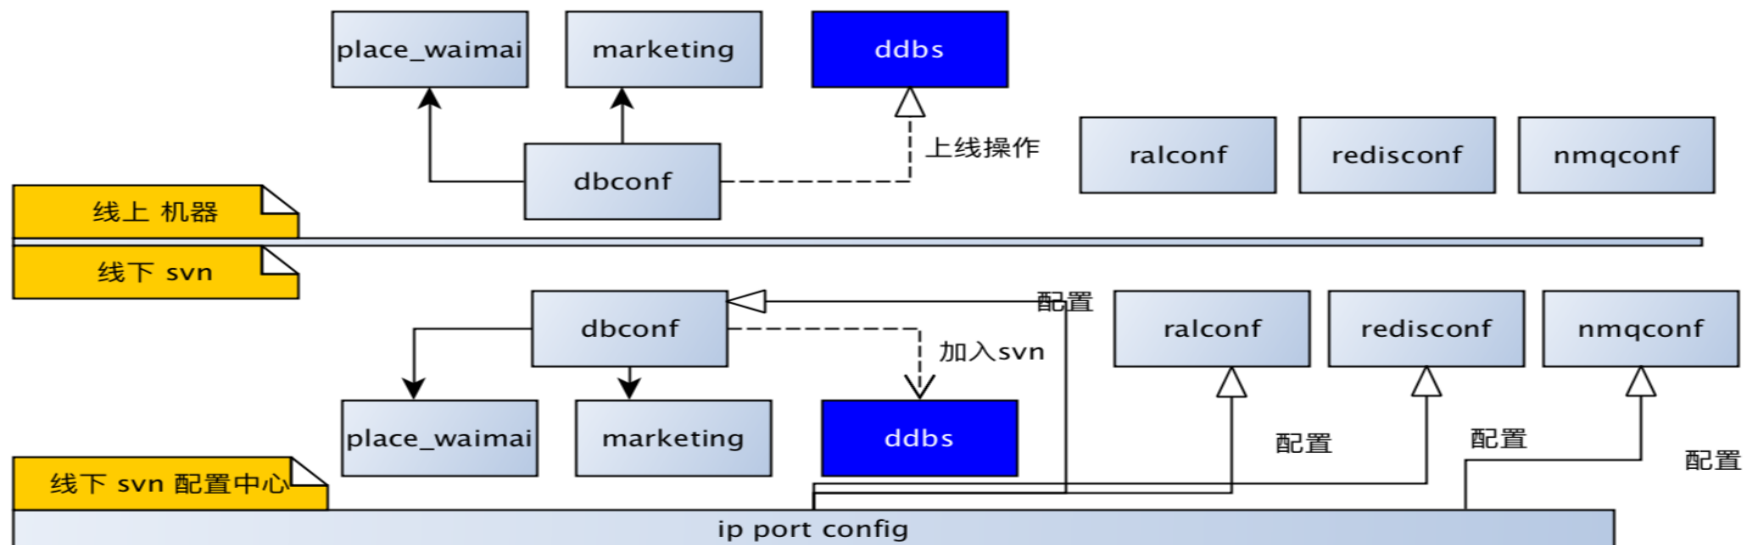 place_waimai
marketing
ddbs
上线操作
dbconf
ralconf
redisconf
nmqconf
线上 机器
线下 svn
dbconf
配置
ralconf
redisconf
nmqconf
加入svn
place_waimai
marketing
ddbs
配置
配置
配置
线下 svn 配置中心
ip port config